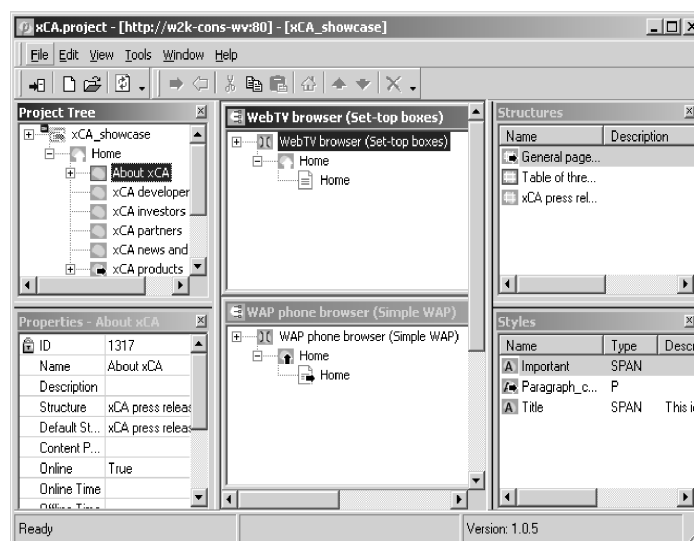 xCA.project - [http://w2k-cons-wv:80] - [xCA_showcase]
File Edit View Tools Window Help
Project Tree
xCA_showcase
Home
About xCA
xCA developer
xCA investors
xCA partners
xCA news and
xCA products
WebTV browser (Set-top boxes)
WebTV browser (Set-top boxes)
Home
Home
Structures
Name Description
General page...
Table of thre...
xCA press rel...
Properties - About xCA
ID 1317
Name About xCA
Description
Structure xCA press releas
Default St... xCA press releas
Content P...
Online True
Online Time
Offline Time
WAP phone browser (Simple WAP)
WAP phone browser (Simple WAP)
Home
Home
Styles
Name Type Descr
A Important SPAN
Paragraph_c... P
A Title SPAN This i
Ready
Version: 1.0.5